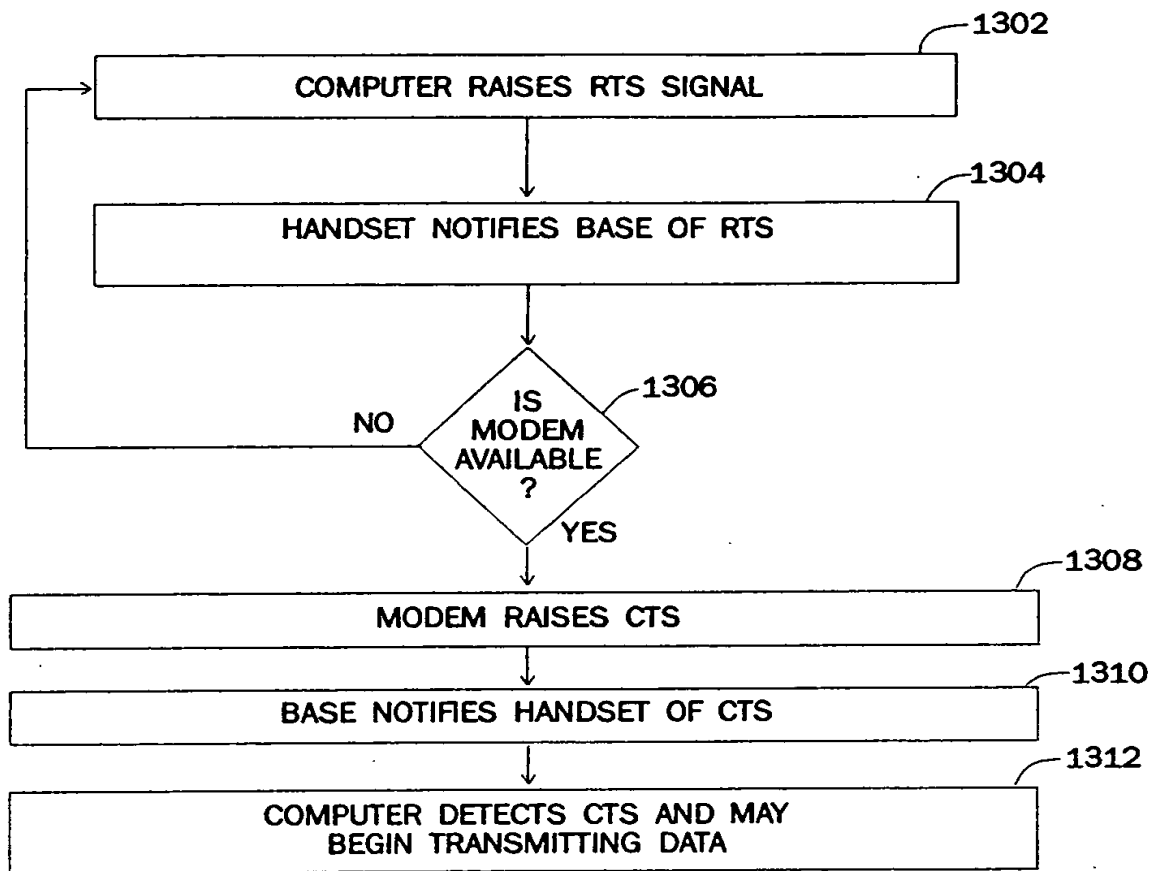 1302
COMPUTER RAISES RTS SIGNAL
1304
HANDSET NOTIFIES BASE OF RTS
1306
IS
MODEM
AVAILABLE
?
NO
YES
1308
MODEM RAISES CTS
1310
BASE NOTIFIES HANDSET OF CTS
1312
COMPUTER DETECTS CTS AND MAY
BEGIN TRANSMITTING DATA